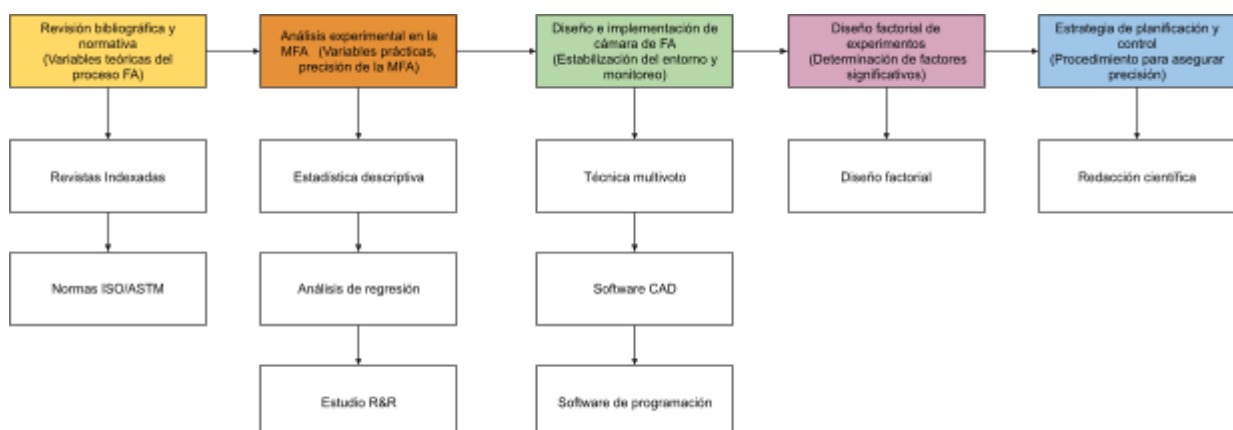 Revisión bibliográfica y
normativa
(Variables teóricas del
proceso FA)
Análisis experimental en la
MFA (Variables prácticas,
precisión de la MFA)
Diseño e implementación de
cámara de FA
(Estabilización del entorno y
monitoreo)
Diseño factorial de
experimentos
(Determinación de factores
significativos)
Estrategia de planificación y
control
(Procedimiento para asegurar
precisión)
Revistas Indexadas
Estadística descriptiva
Técnica multivoto
Diseño factorial
Redacción científica
Normas ISO/ASTM
Análisis de regresión
Software CAD
Estudio R&R
Software de programación